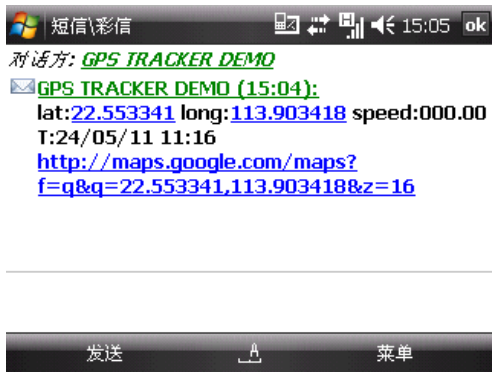 短信\彩信 15:05 ok
对话方: GPS TRACKER DEMO
GPS TRACKER DEMO (15:04):
lat:22.553341 long:113.903418 speed:000.00
T:24/05/11 11:16
http://maps.google.com/maps?
f=q&q=22.553341,113.903418&z=16
发送 菜单